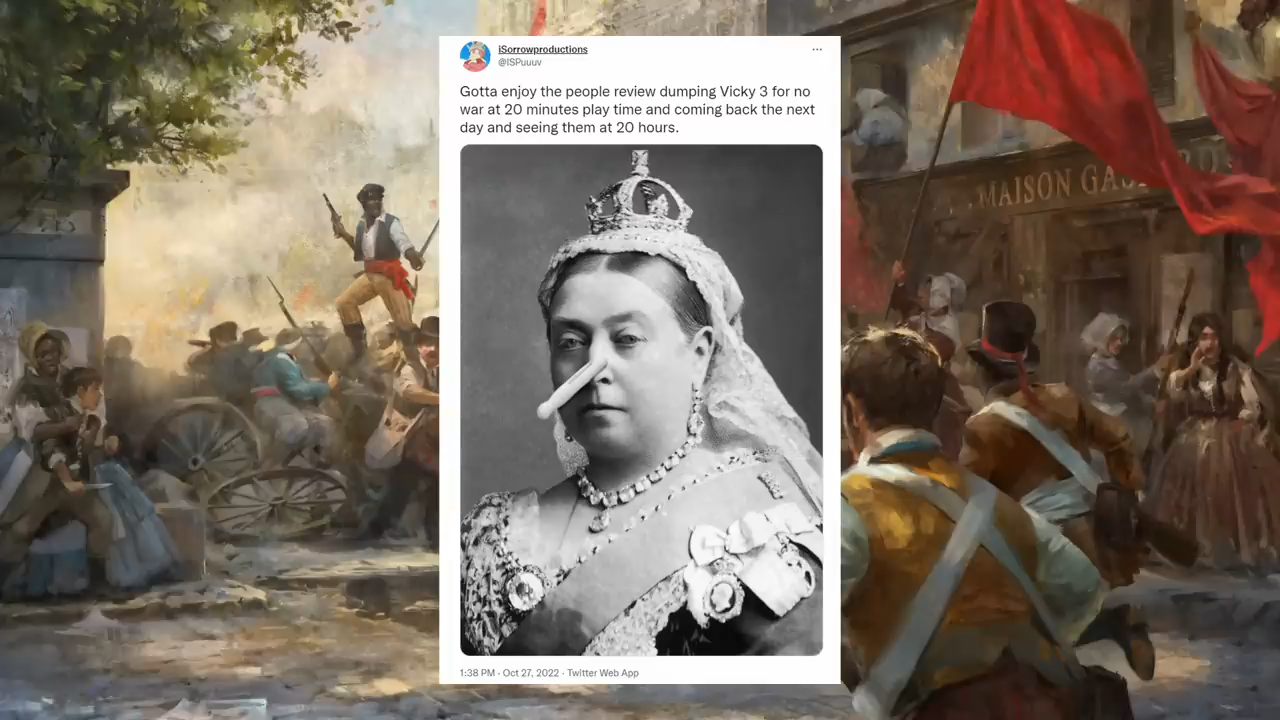 iSorrowproductions
@ISPuuuv
Gotta enjoy the people review dumping Vicky 3 for no
war at 20 minutes play time and coming back the next
day and seeing them at 20 hours.
1:38 PM · Oct 27, 2022 · Twitter Web App
MAISON